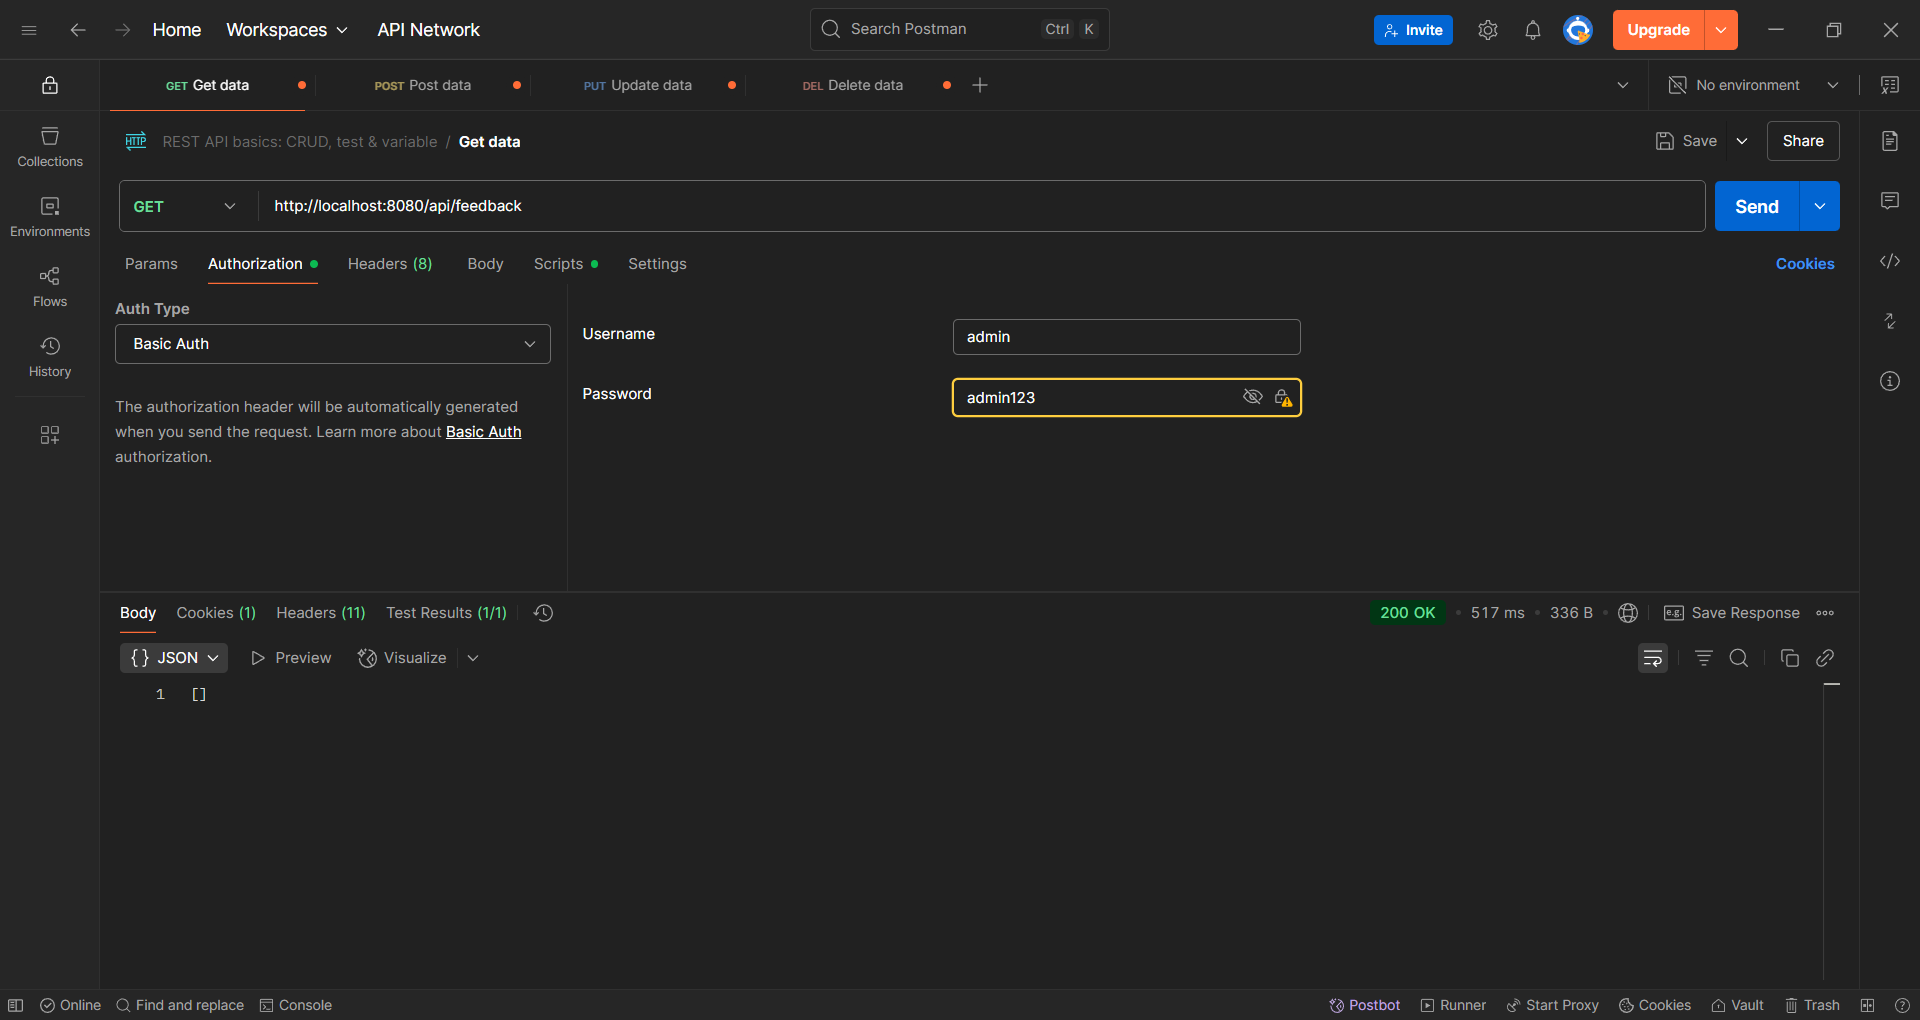 Home Workspaces API Network Search Postman Ctrl K Invite Upgrade
GET Get data POST Post data PUT Update data DEL Delete data No environment
HTTP REST API basics: CRUD, test & variable / Get data Save Share
Collections
GET http://localhost:8080/api/feedback Send
Environments
Params Authorization Headers (8) Body Scripts Settings Cookies
Flows
Auth Type
Basic Auth
Username admin
History
Password admin123
The authorization header will be automatically generated
when you send the request. Learn more about Basic Auth
authorization.
Body Cookies (1) Headers (11) Test Results (1/1) 200 OK • 517 ms • 336 B • e.g. Save Response
{} JSON Preview Visualize
1 []
Online Find and replace Console Postbot Runner Start Proxy Cookies Vault Trash